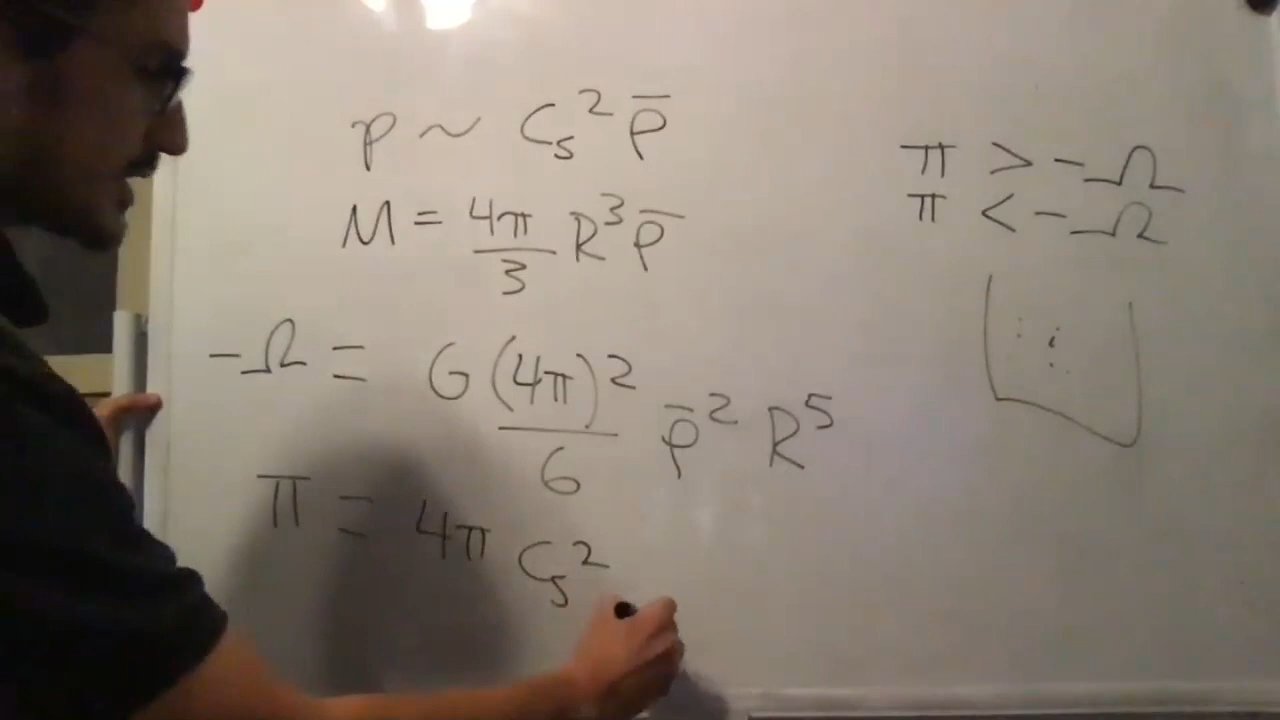 p ~ Cs² ρ̄
M = 4π/3 R³ ρ̄
-Ω = G (4π)²/6 ρ̄² R⁵
π = 4π Cs²
π > -Ω
π < -Ω